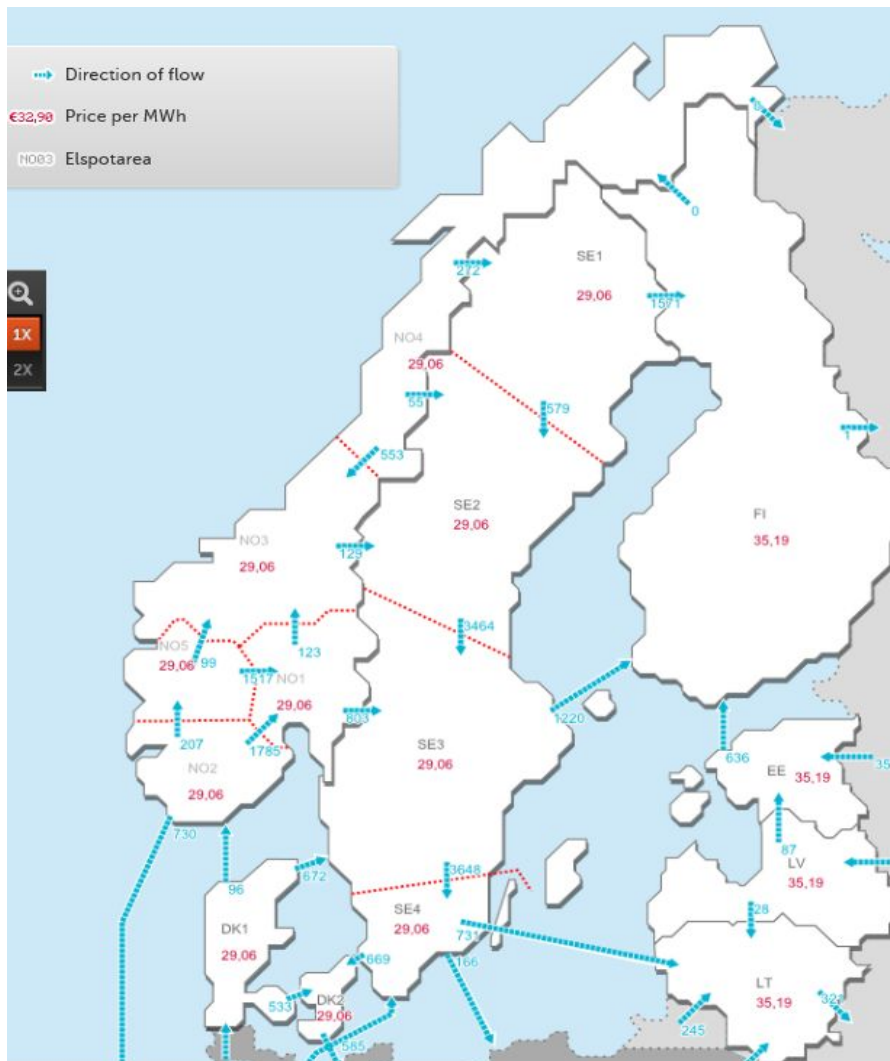 Direction of flow
€32,90 Price per MWh
NO03 Elspotarea
1X
2X
0
0
272
SE1
29,06
1571
NO4
29,06
55
579
1
553
SE2
29,06
FI
35,19
NO3
29,06
129
3464
NO5
29,06
99
123
1517
NO1
29,06
803
1220
207
1785
SE3
29,06
636
EE
35,19
35
NO2
29,06
730
87
LV
35,19
96
672
3648
28
SE4
29,06
731
DK1
29,06
669
166
LT
35,19
533
DK2
29,06
245
585